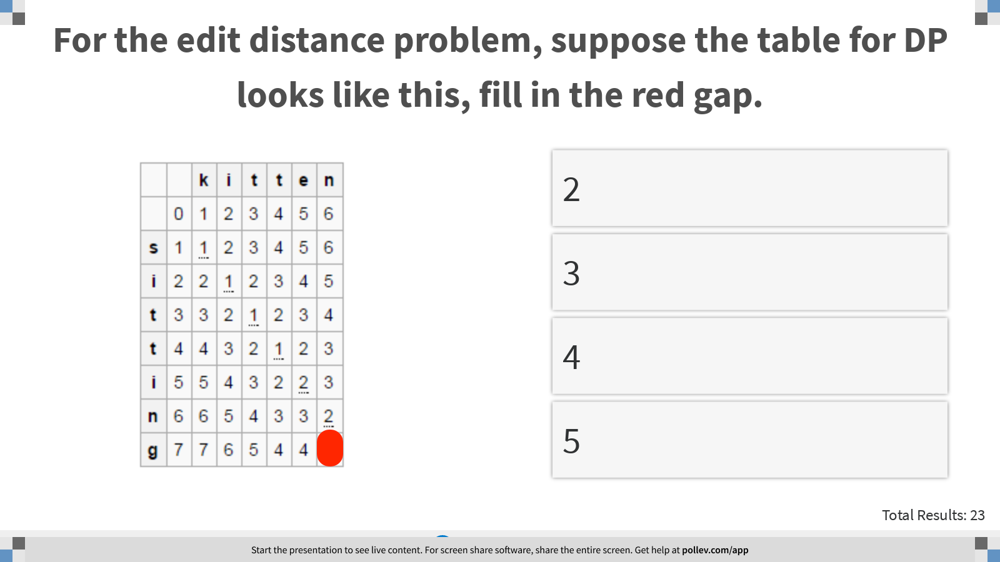 For the edit distance problem, suppose the table for DP
looks like this, fill in the red gap.
k i t t e n
0 1 2 3 4 5 6
s 1 1 2 3 4 5 6
i 2 2 1 2 3 4 5
t 3 3 2 1 2 3 4
t 4 4 3 2 1 2 3
i 5 5 4 3 2 2 3
n 6 6 5 4 3 3 2
g 7 7 6 5 4 4
2
3
4
5
Total Results: 23
Start the presentation to see live content. For screen share software, share the entire screen. Get help at pollev.com/app